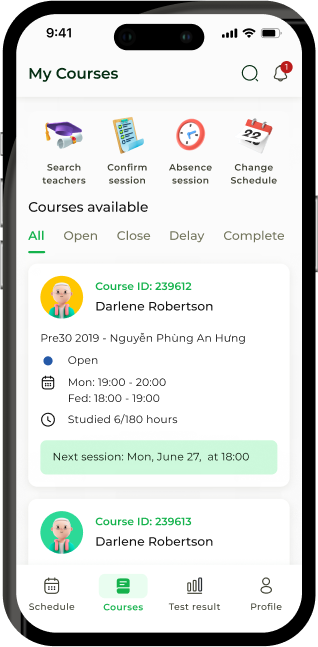 9:41
My Courses
1
Search teachers
Confirm session
Absence session
22
Change Schedule
Courses available
All
Open
Close
Delay
Complete
Course ID: 239612
Darlene Robertson
Pre30 2019 - Nguyễn Phùng An Hưng
Open
Mon: 19:00 - 20:00
Fed: 18:00 - 19:00
Studied 6/180 hours
Next session: Mon, June 27,  at 18:00
Course ID: 239613
Darlene Robertson
Schedule
Courses
Test result
Profile